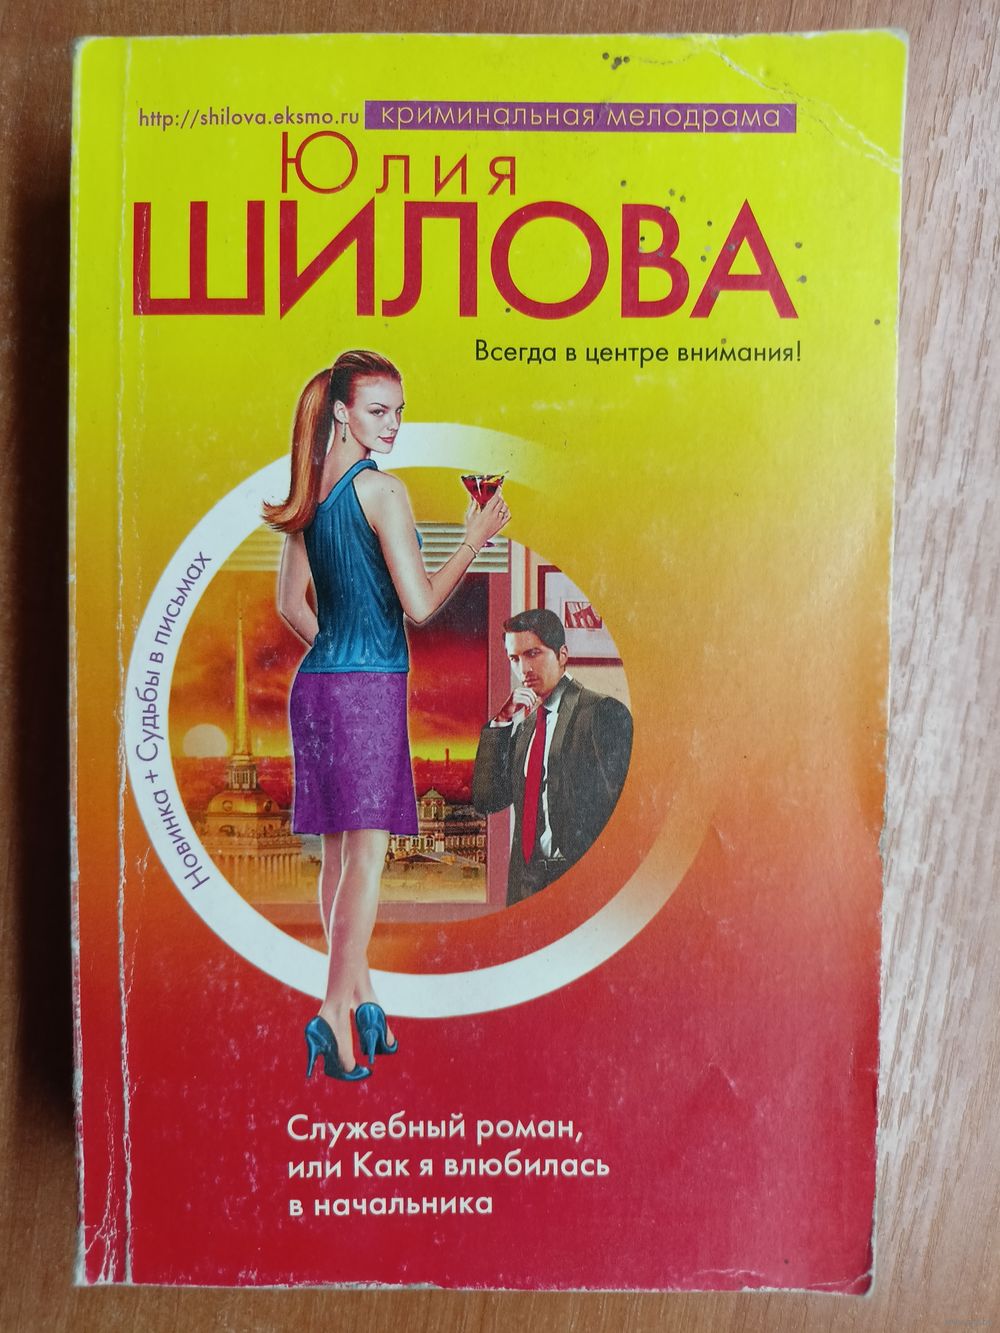 http://shilova.eksmo.ru криминальная мелодрама
Юлия
ШИЛОВА
Всегда в центре внимания!
Новинка + Судьбы в письмах
Служебный роман,
или Как я влюбилась
в начальника